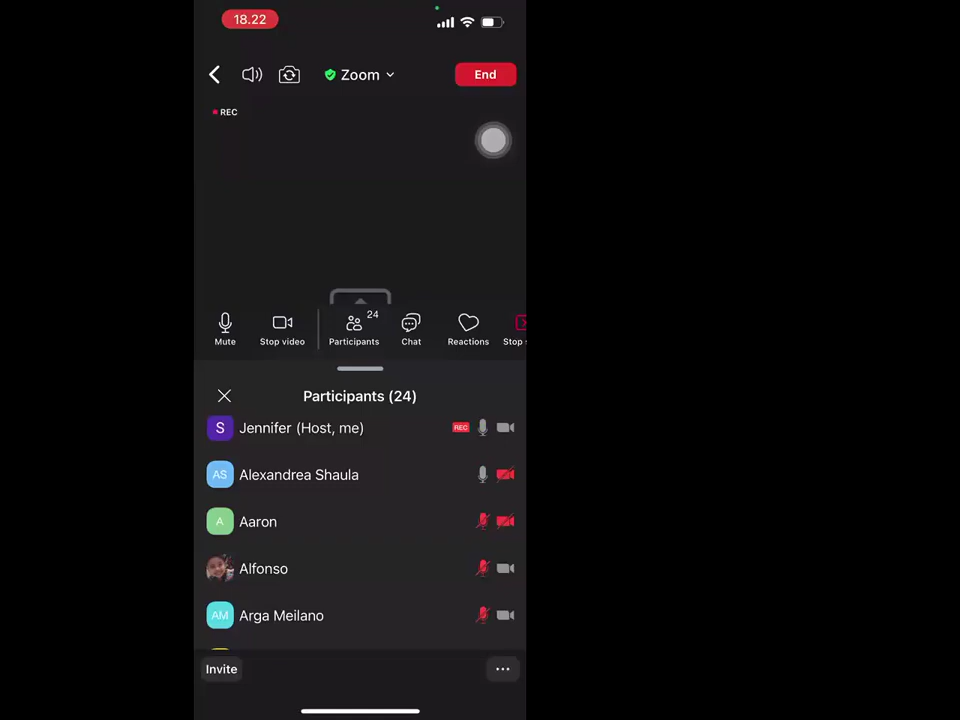 18.22
Zoom
End
REC
24
Mute
Stop video
Participants
Chat
Reactions
Stop
Participants (24)
S
Jennifer (Host, me)
REC
AS
Alexandrea Shaula
A
Aaron
Alfonso
AM
Arga Meilano
Invite